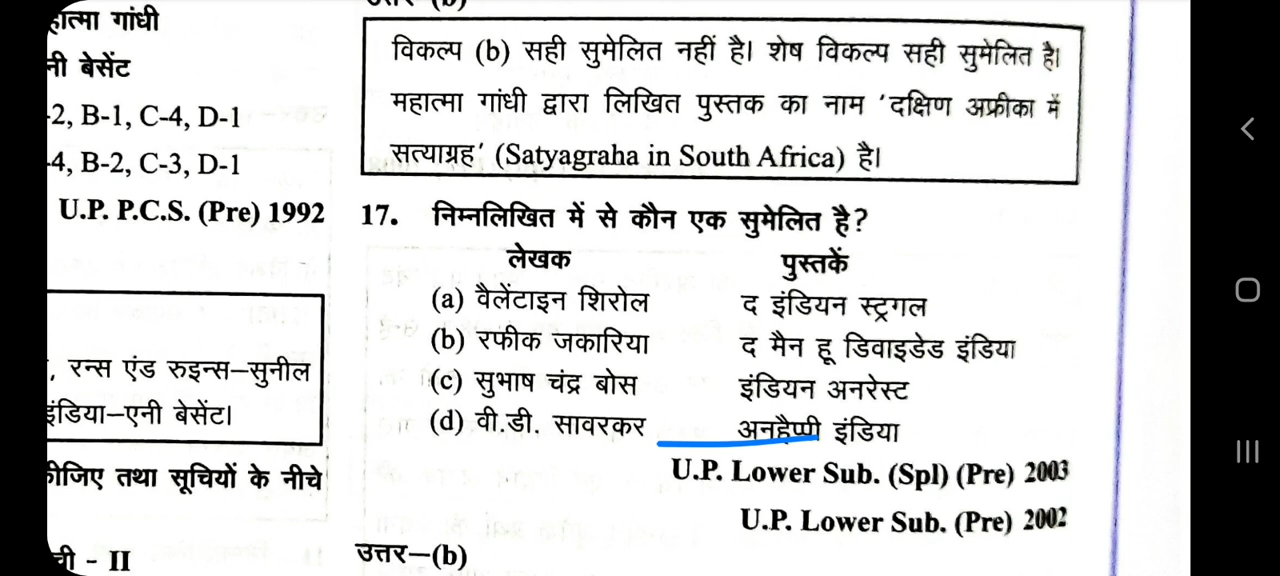 हात्मा गांधी
नी बेसेंट
-2, B-1, C-4, D-1
-4, B-2, C-3, D-1
U.P. P.C.S. (Pre) 1992
, रन्स एंड रुइन्स–सुनील
इंडिया–एनी बेसेंट।
कीजिए तथा सूचियों के नीचे
ची - II
उत्तर–(b)
विकल्प (b) सही सुमेलित नहीं है। शेष विकल्प सही सुमेलित है।
महात्मा गांधी द्वारा लिखित पुस्तक का नाम 'दक्षिण अफ्रीका में
सत्याग्रह' (Satyagraha in South Africa) है।
17. निम्नलिखित में से कौन एक सुमेलित है?
लेखक पुस्तकें
(a) वैलेंटाइन शिरोल द इंडियन स्ट्रगल
(b) रफीक जकारिया द मैन हू डिवाइडेड इंडिया
(c) सुभाष चंद्र बोस इंडियन अनरेस्ट
(d) वी.डी. सावरकर अनहैप्पी इंडिया
U.P. Lower Sub. (Spl) (Pre) 2003
U.P. Lower Sub. (Pre) 2002
उत्तर–(b)